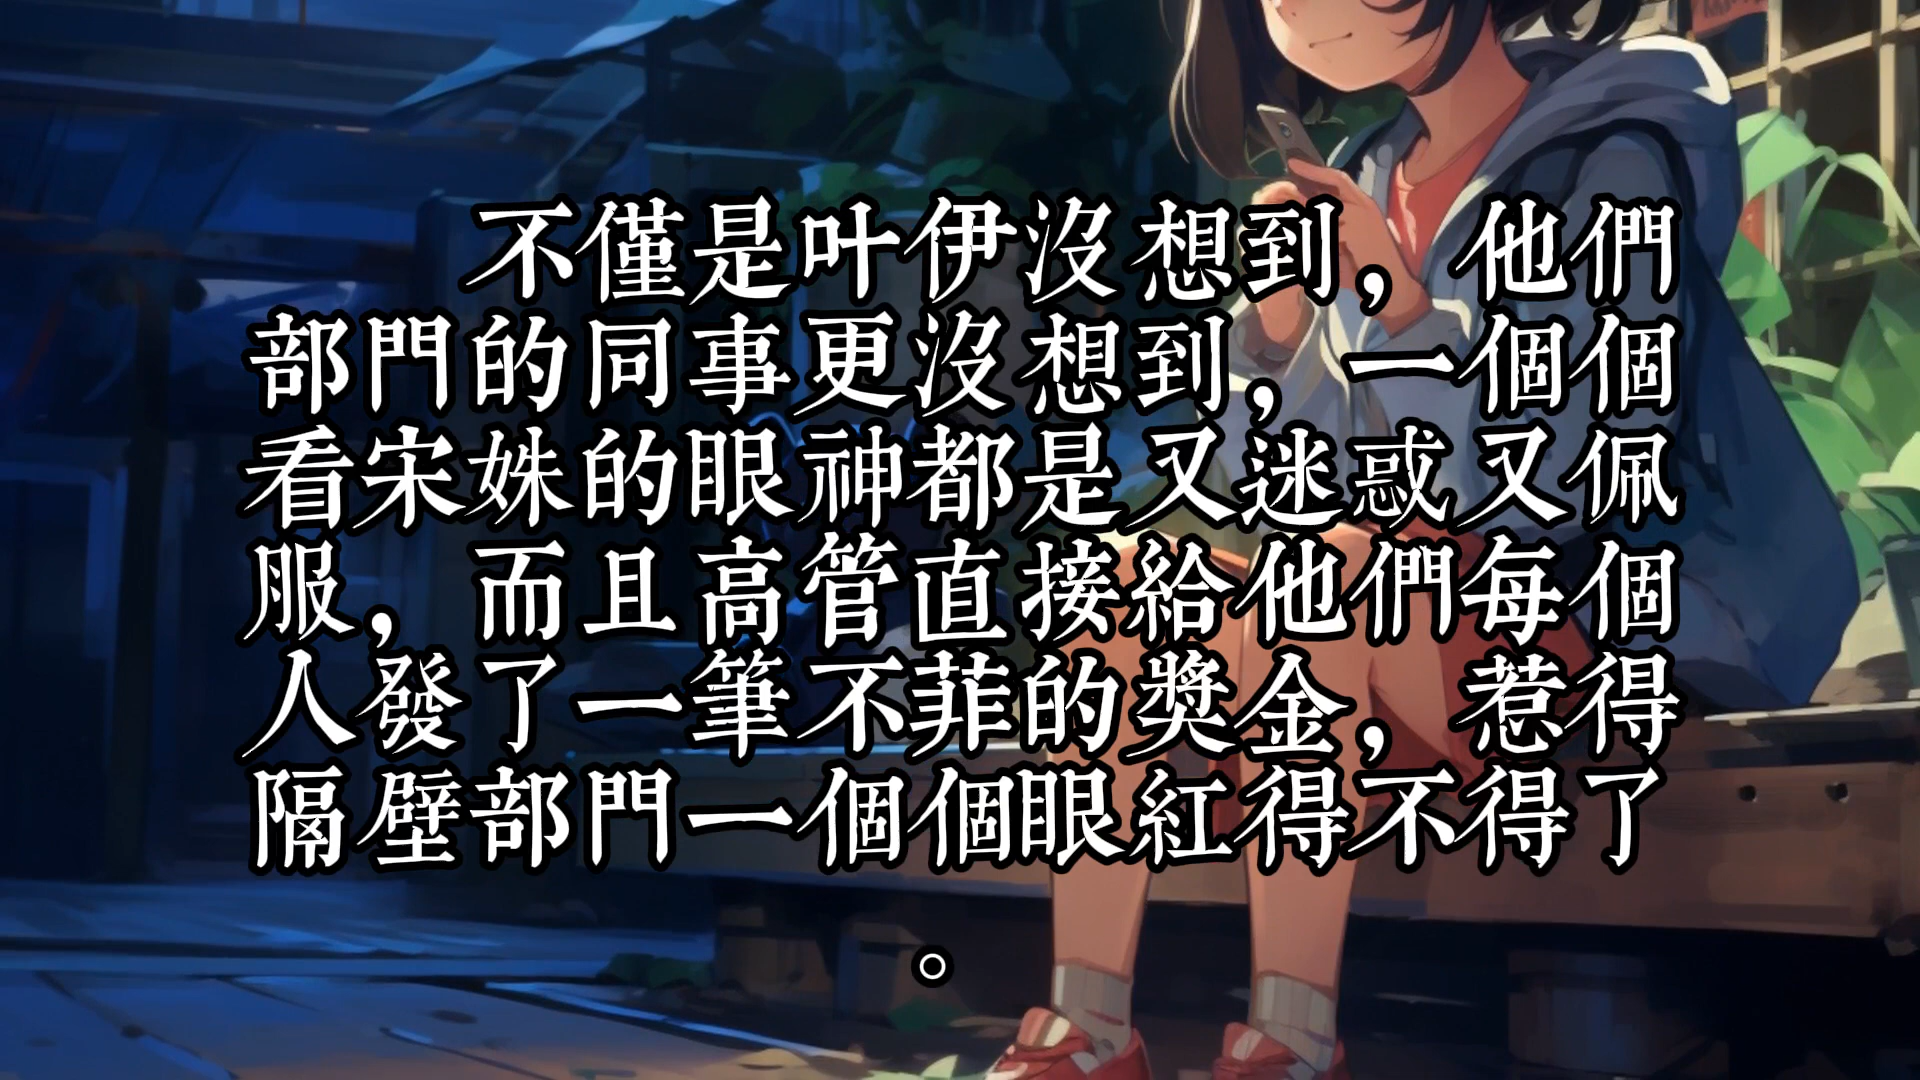 不僅是叶伊沒想到，他們
部門的同事更沒想到，一個個
看宋姝的眼神都是又迷惑又佩
服，而且高管直接給他們每個
人發了一筆不菲的獎金，惹得
隔壁部門一個個眼紅得不得了
。